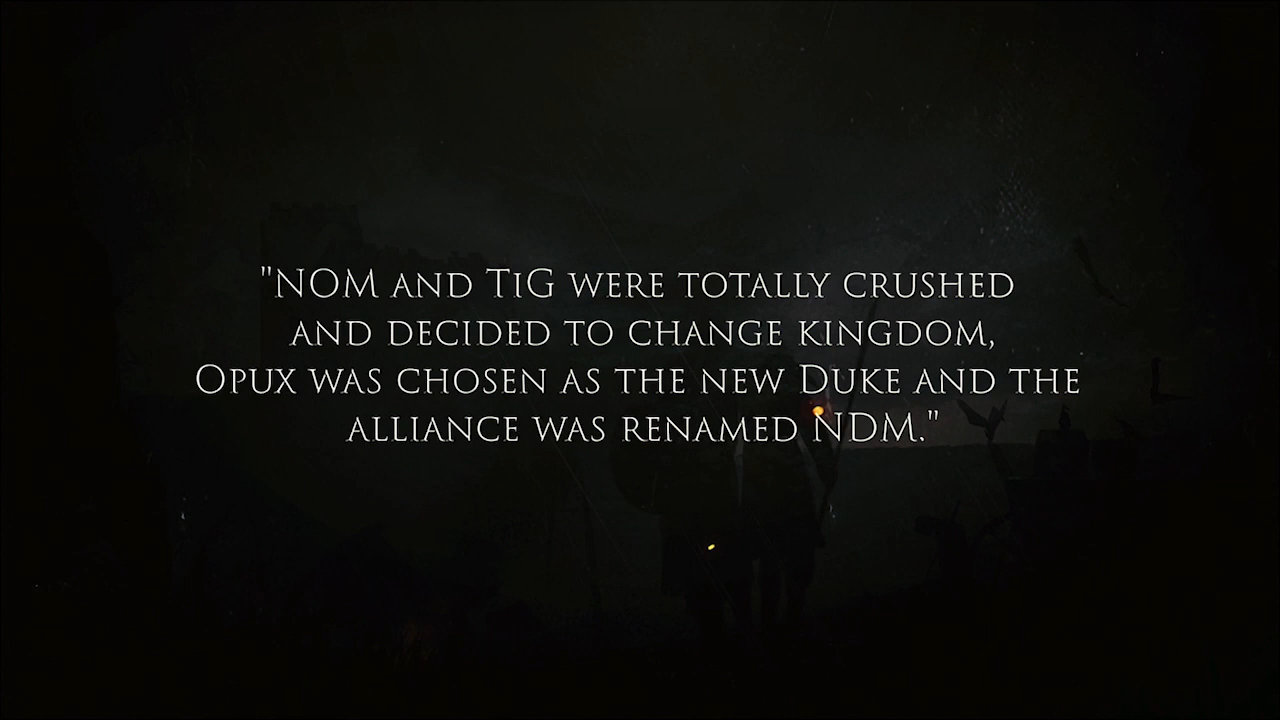 "NOM and TiG were totally crushed
and decided to change kingdom,
Opux was chosen as the new Duke and the
alliance was renamed NDM."